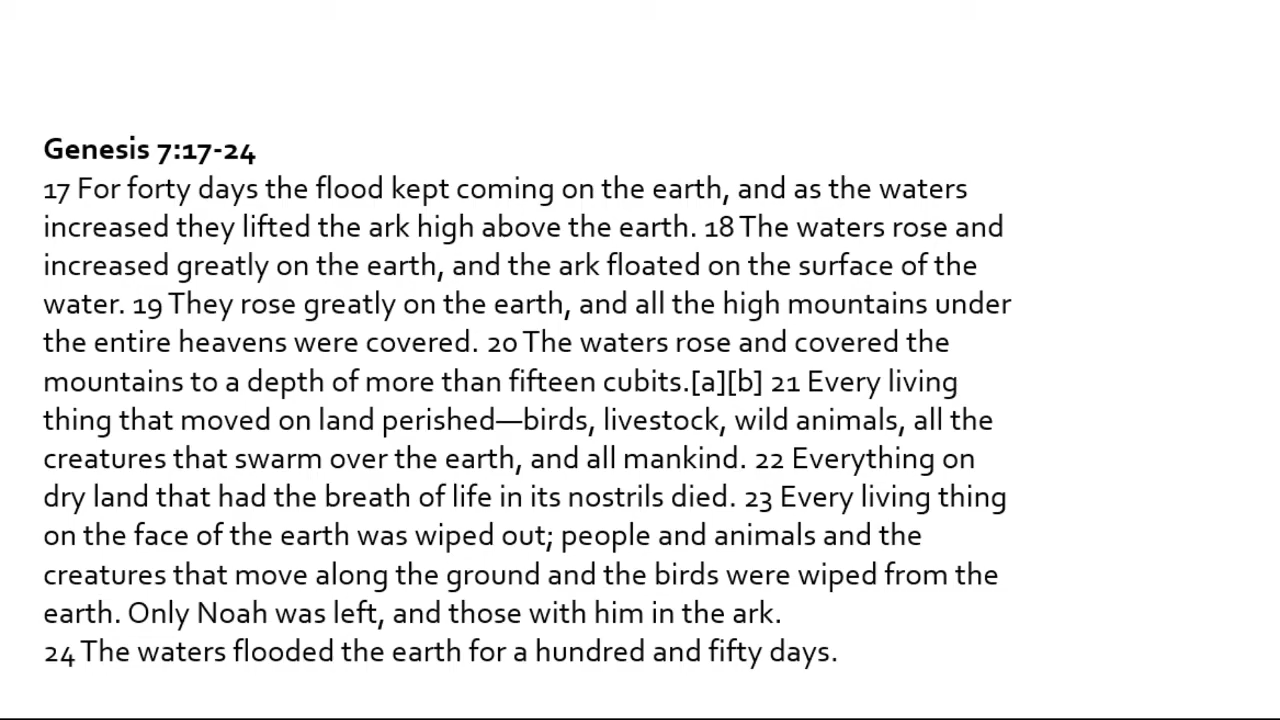 Genesis 7:17-24
17 For forty days the flood kept coming on the earth, and as the waters
increased they lifted the ark high above the earth. 18 The waters rose and
increased greatly on the earth, and the ark floated on the surface of the
water. 19 They rose greatly on the earth, and all the high mountains under
the entire heavens were covered. 20 The waters rose and covered the
mountains to a depth of more than fifteen cubits.[a][b] 21 Every living
thing that moved on land perished—birds, livestock, wild animals, all the
creatures that swarm over the earth, and all mankind. 22 Everything on
dry land that had the breath of life in its nostrils died. 23 Every living thing
on the face of the earth was wiped out; people and animals and the
creatures that move along the ground and the birds were wiped from the
earth. Only Noah was left, and those with him in the ark.
24 The waters flooded the earth for a hundred and fifty days.